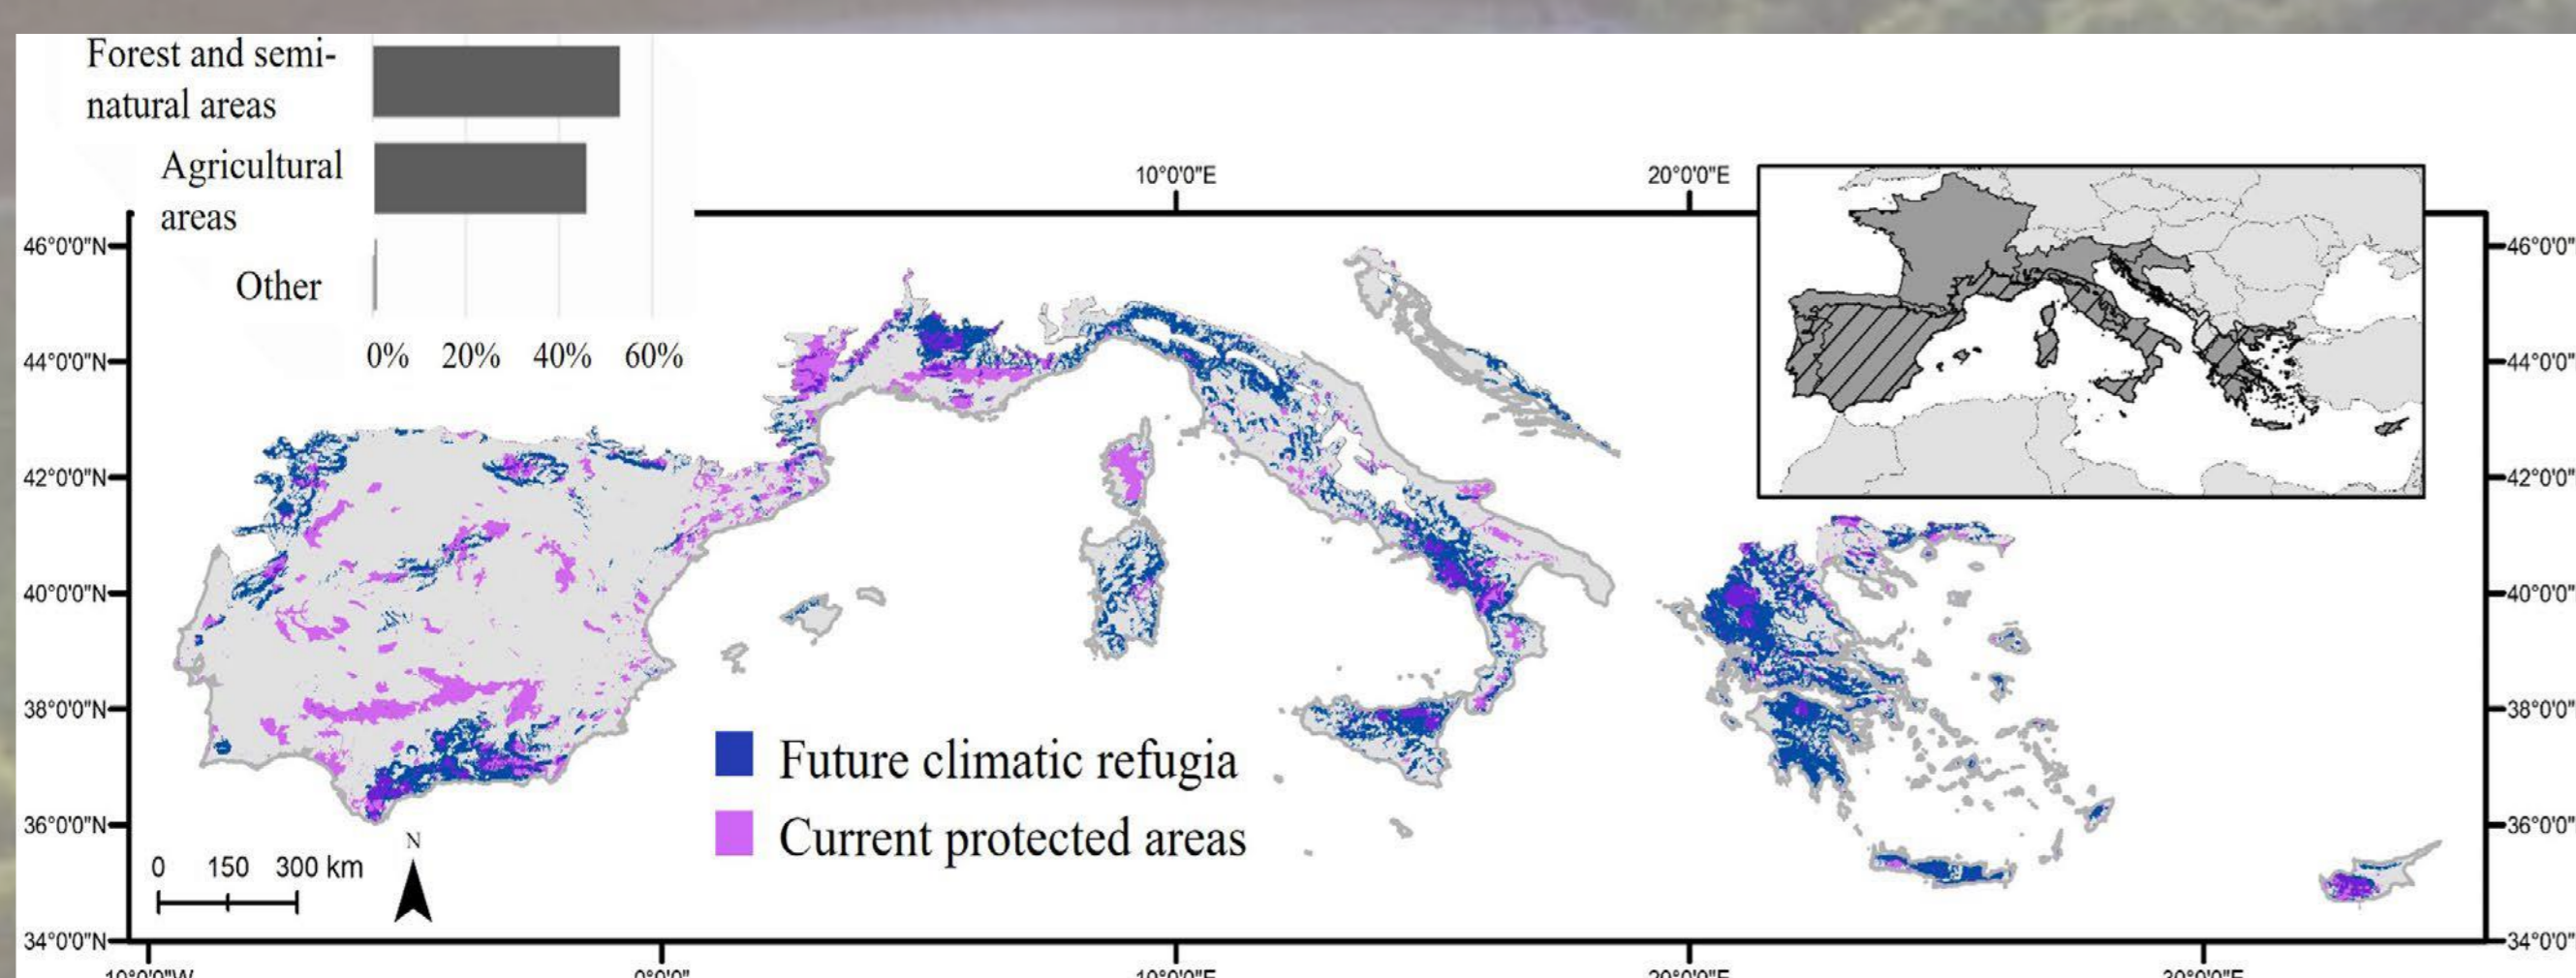 Forest and semi-
natural areas
Agricultural
areas
Other
0% 20% 40% 60%
10°0'0"E 20°0'0"E
46°0'0"N 46°0'0"
44°0'0"N 44°0'0"
42°0'0"N 42°0'0"
40°0'0"N 40°0'0"
38°0'0"N 38°0'0"
36°0'0"N 36°0'0"
34°0'0"N 34°0'0"
Future climatic refugia
Current protected areas
N
0 150 300 km
10°0'0"W 0°0'0" 10°0'0"E 20°0'0"E 30°0'0"E